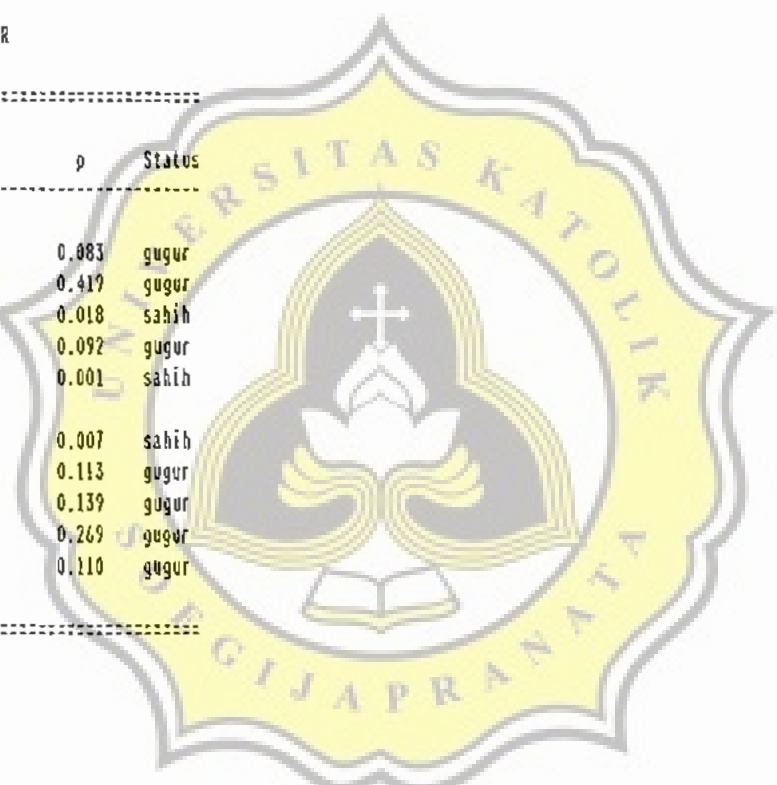 R
p Status
0.083 gugur
0.419 gugur
0.018 sahih
0.092 gugur
0.001 sahih
0.007 sahih
0.113 gugur
0.139 gugur
0.269 gugur
0.110 gugur
UNIVERSITAS KATOLIK
SOEGIJAPRANATA